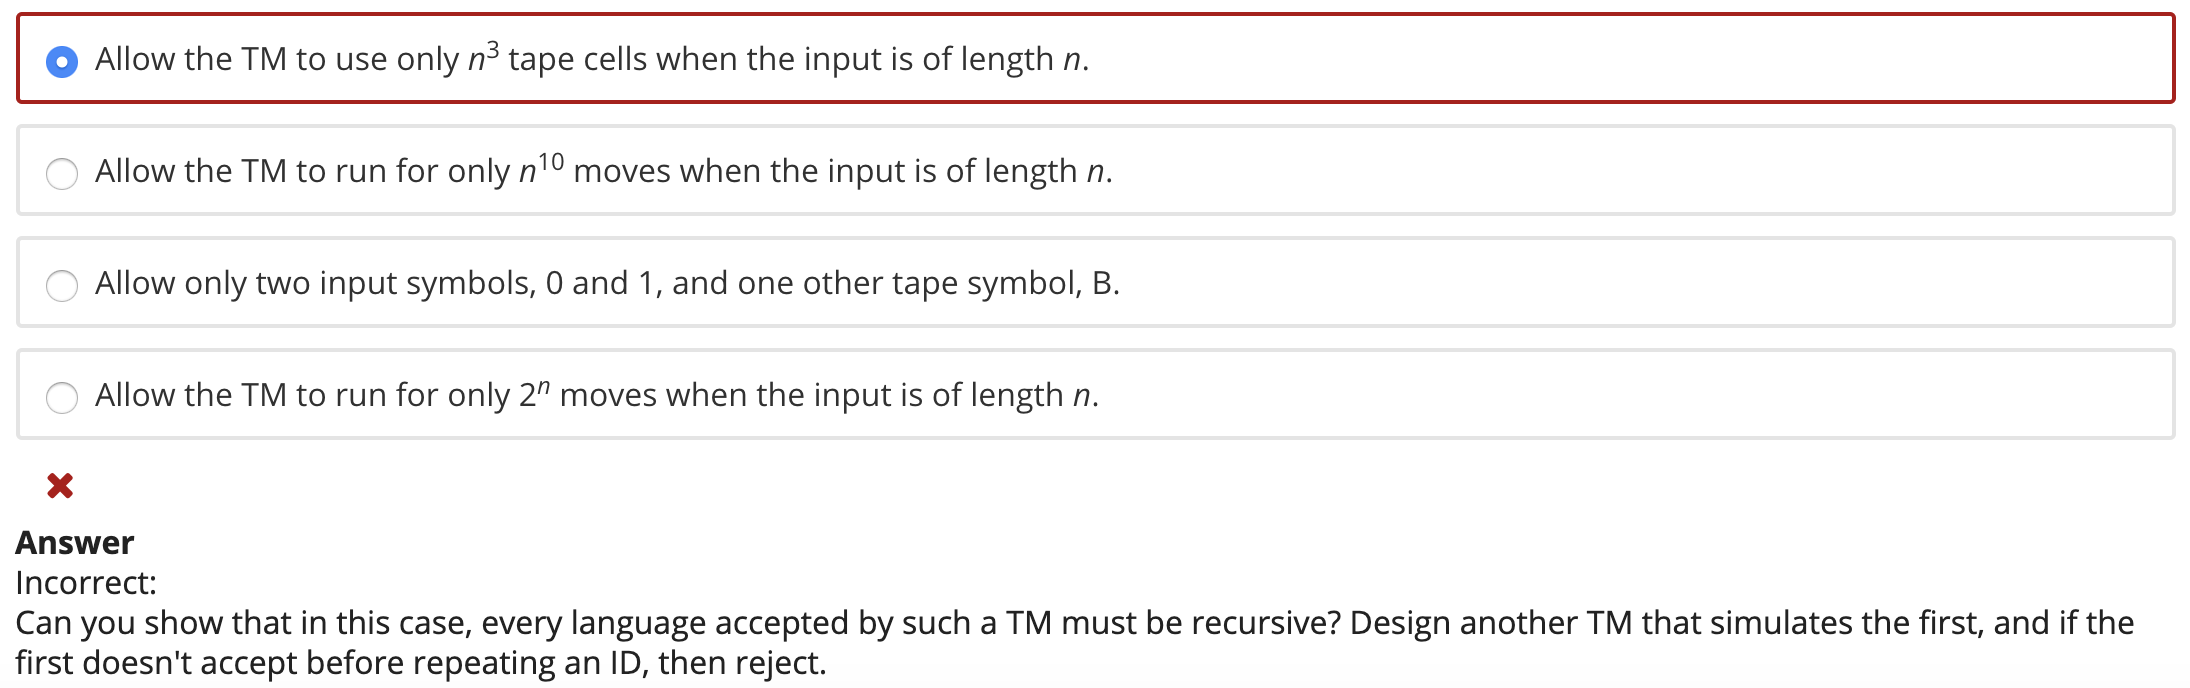 Allow the TM to use only n³ tape cells when the input is of length n.
Allow the TM to run for only n¹⁰ moves when the input is of length n.
Allow only two input symbols, 0 and 1, and one other tape symbol, B.
Allow the TM to run for only 2ⁿ moves when the input is of length n.
Answer
Incorrect:
Can you show that in this case, every language accepted by such a TM must be recursive? Design another TM that simulates the first, and if the
first doesn't accept before repeating an ID, then reject.